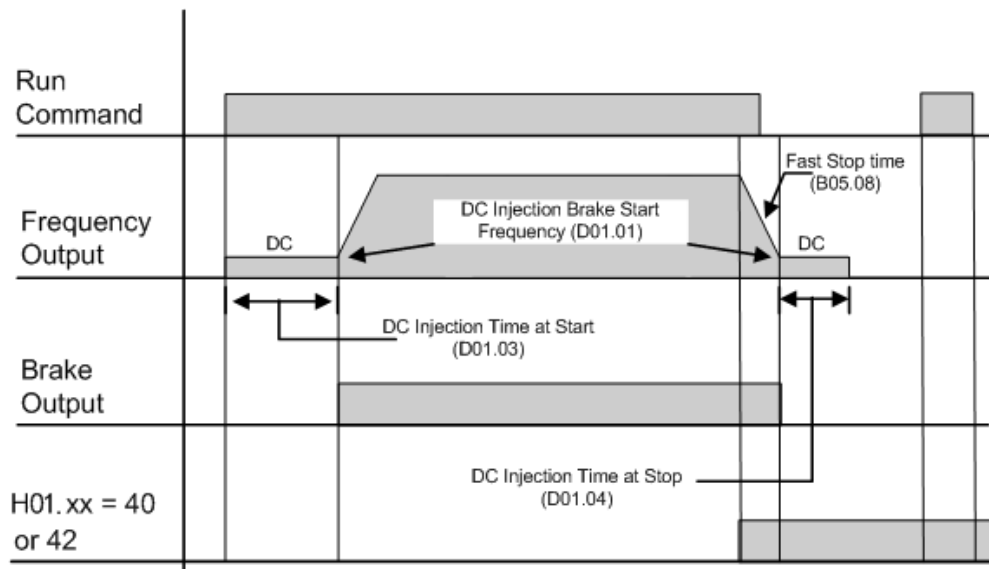 Run
Command
Fast Stop time
(B05.08)
DC Injection Brake Start
Frequency (D01.01)
Frequency
Output
DC
DC
DC Injection Time at Start
(D01.03)
Brake
Output
DC Injection Time at Stop
(D01.04)
H01.xx = 40
or 42